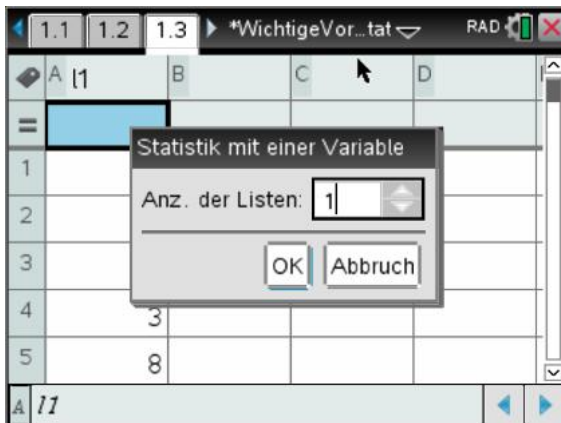 1.1 1.2 1.3 *WichtigeVor…tat RAD
A l1 B C D
=
Statistik mit einer Variable
1
Anz. der Listen: 1
2
3
OK Abbruch
4 3
5 8
A l1